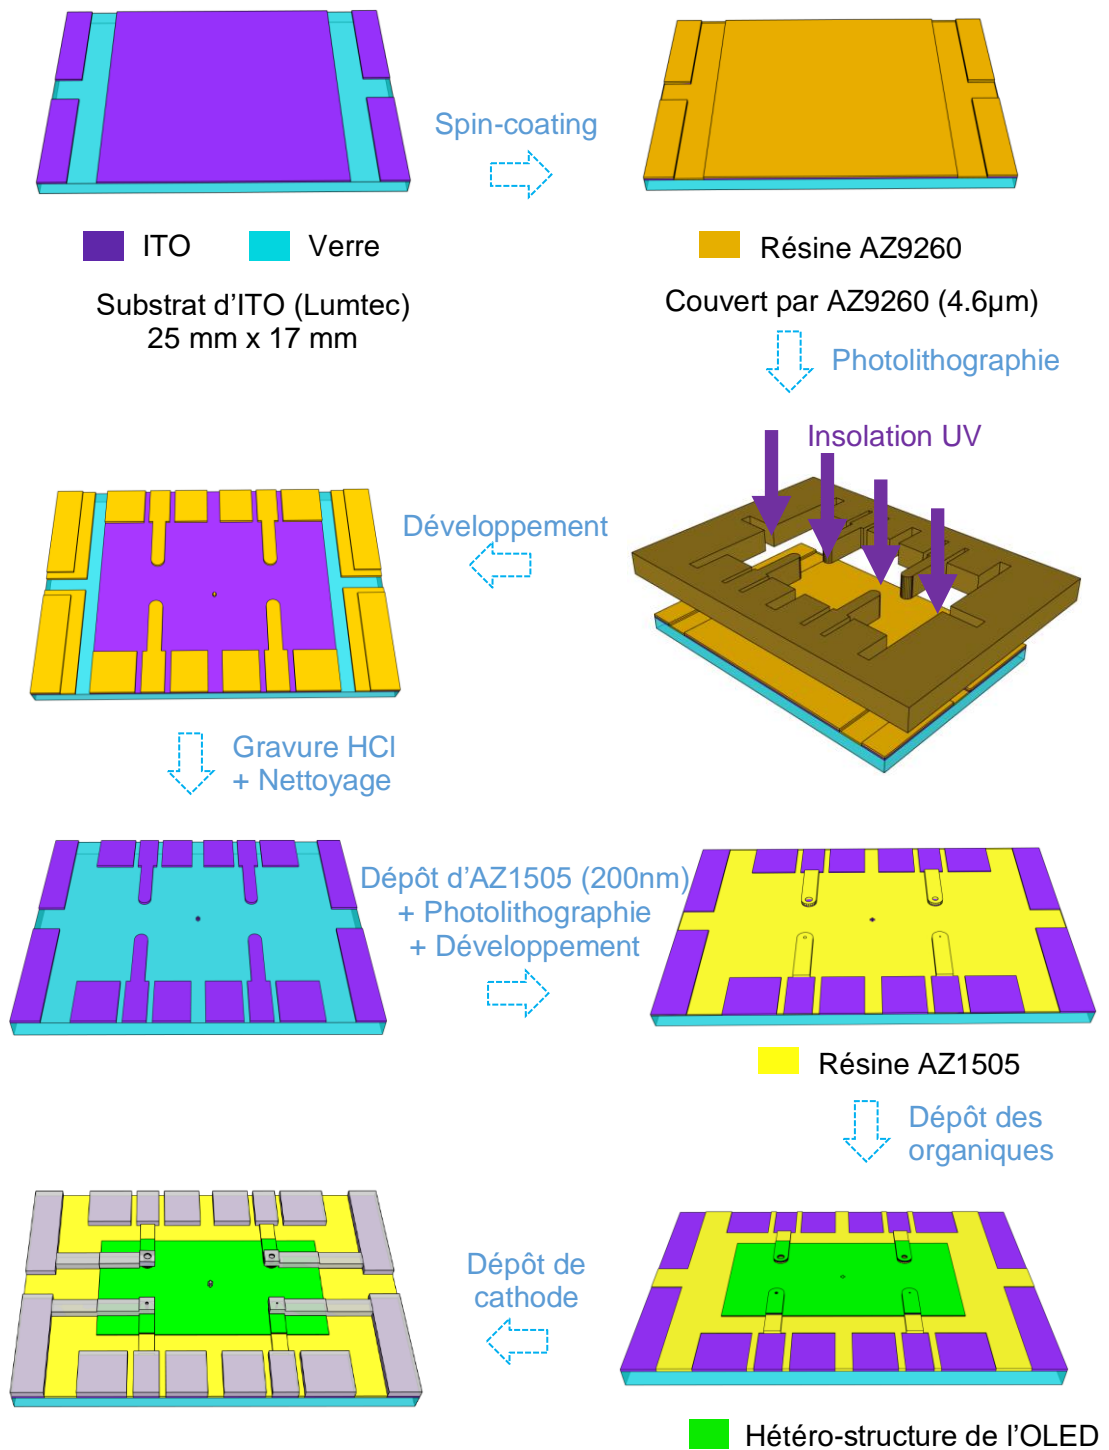 Spin-coating
ITO
Verre
Résine AZ9260
Substrat d’ITO (Lumtec)
25 mm x 17 mm
Couvert par AZ9260 (4.6µm)
Photolithographie
Insolation UV
Développement
Gravure HCl
+ Nettoyage
Dépôt d’AZ1505 (200nm)
+ Photolithographie
+ Développement
Résine AZ1505
Dépôt des
organiques
Dépôt de
cathode
Hétéro-structure de l’OLED